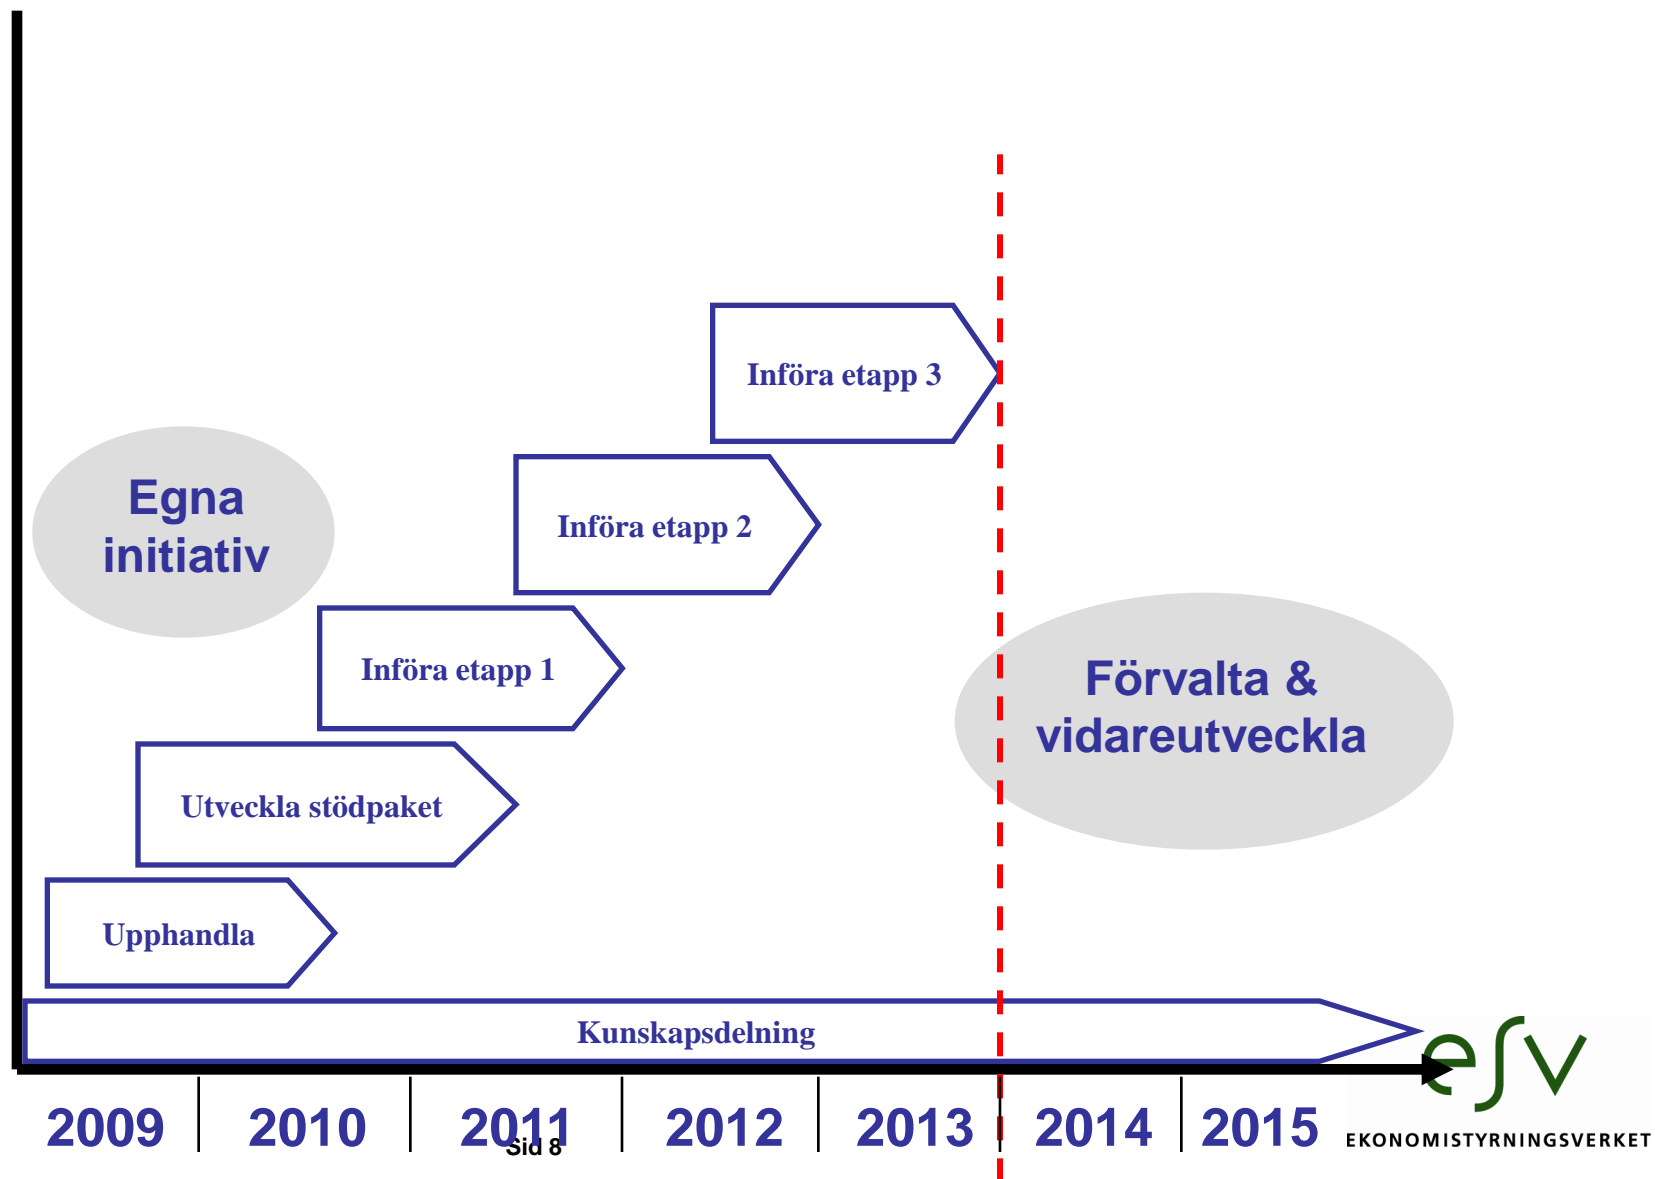 Införa etapp 3
Egna
initiativ
Införa etapp 2
Införa etapp 1
Förvalta &
vidareutveckla
Utveckla stödpaket
Upphandla
Kunskapsdelning
esv
2009 2010 2011 2012 2013 2014 2015
EKONOMISTYRNINGSVERKET
Sid 8